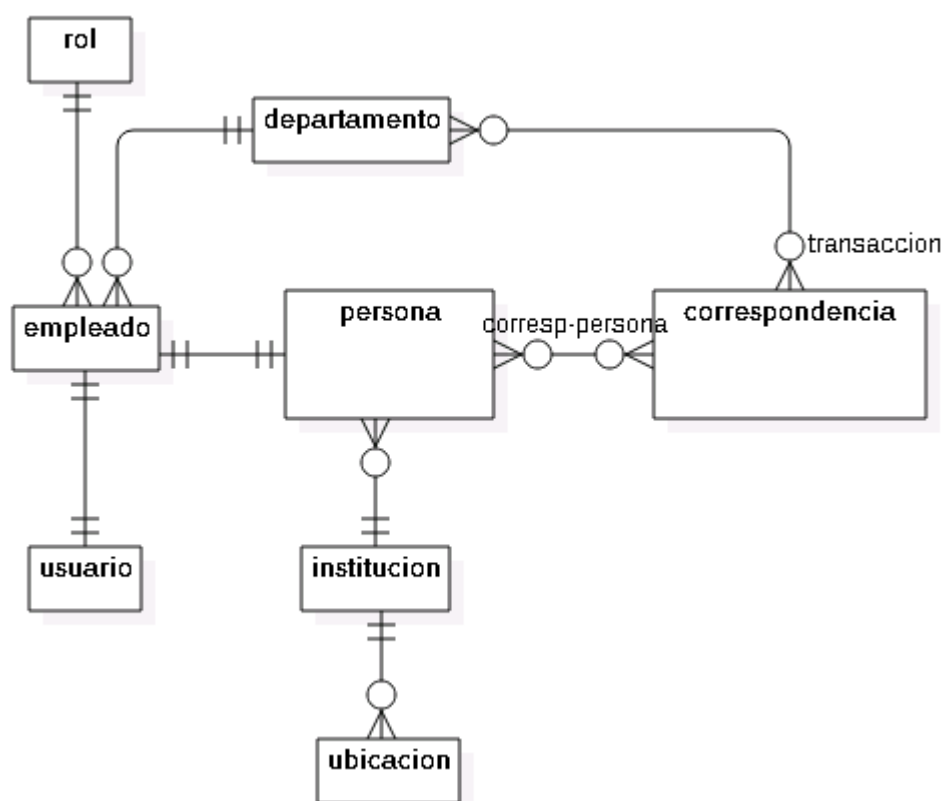 rol
departamento
transaccion
empleado
persona
corresp-persona
correspondencia
usuario
institucion
ubicacion